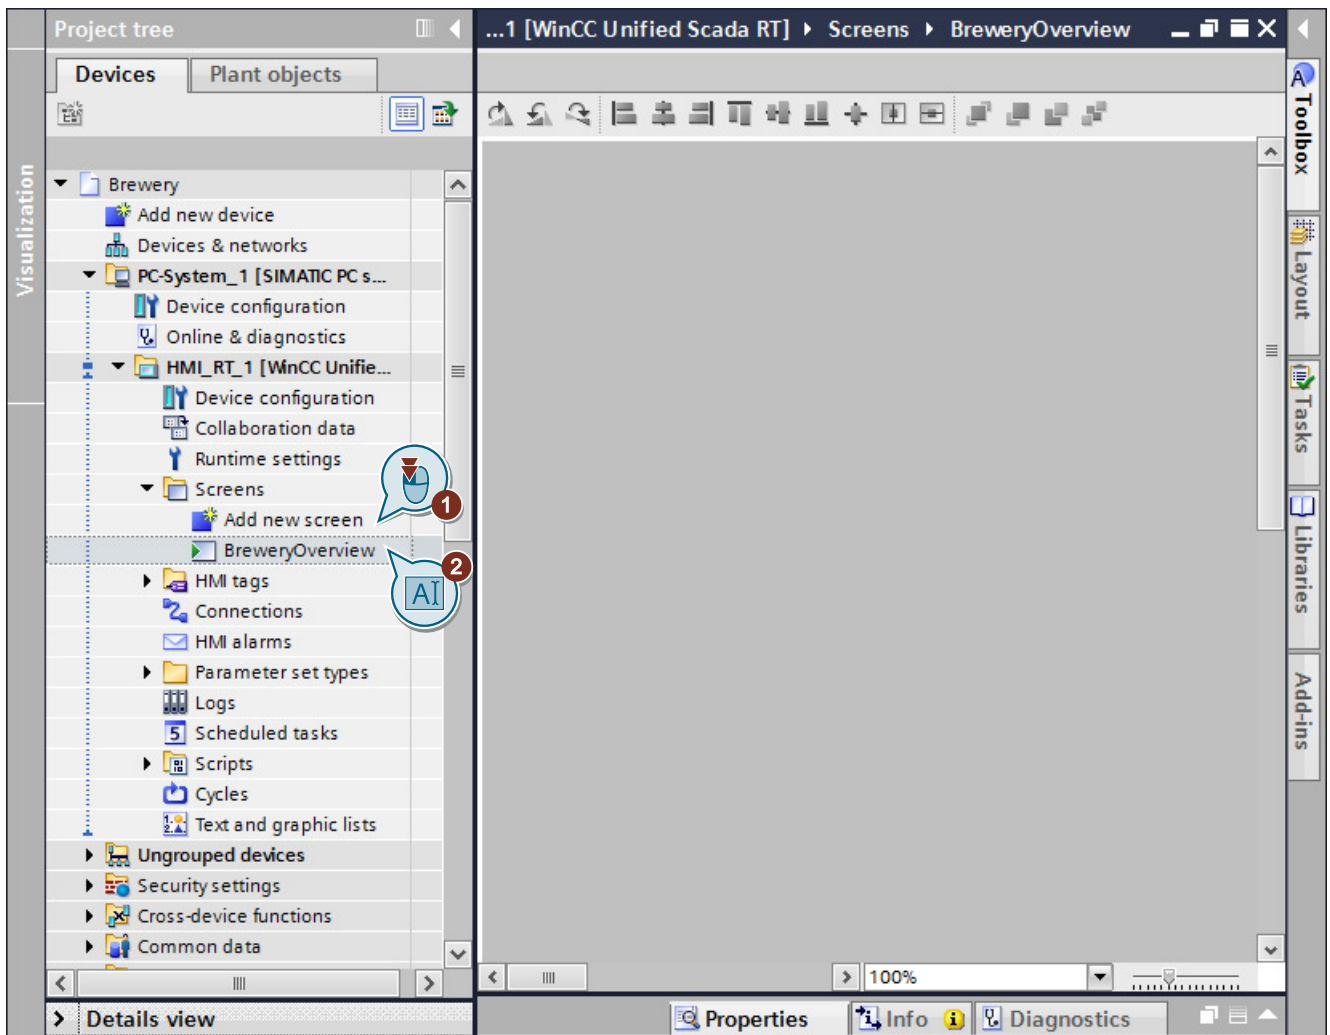 Project tree
...1 [WinCC Unified Scada RT] Screens BreweryOverview
Devices
Plant objects
Visualization
Brewery
Add new device
Devices & networks
PC-System_1 [SIMATIC PC s...
Device configuration
Online & diagnostics
HMI_RT_1 [WinCC Unifie...
Device configuration
Collaboration data
Runtime settings
Screens
1
Add new screen
BreweryOverview
2
AI
HMI tags
Connections
HMI alarms
Parameter set types
Logs
5 Scheduled tasks
Scripts
Cycles
Text and graphic lists
Ungrouped devices
Security settings
Cross-device functions
Common data
Details view
100%
Properties
Info
Diagnostics
Toolbox
Layout
Tasks
Libraries
Add-ins